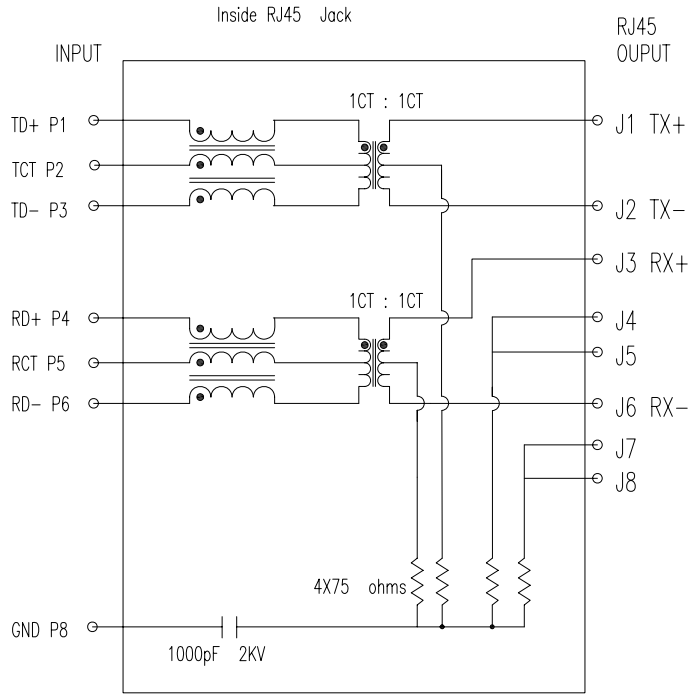 Inside RJ45 Jack
INPUT
RJ45
OUPUT
1CT : 1CT
TD+ P1
J1 TX+
TCT P2
TD- P3
J2 TX-
J3 RX+
1CT : 1CT
RD+ P4
J4
J5
RCT P5
RD- P6
J6 RX-
J7
J8
4X75 ohms
GND P8
1000pF 2KV